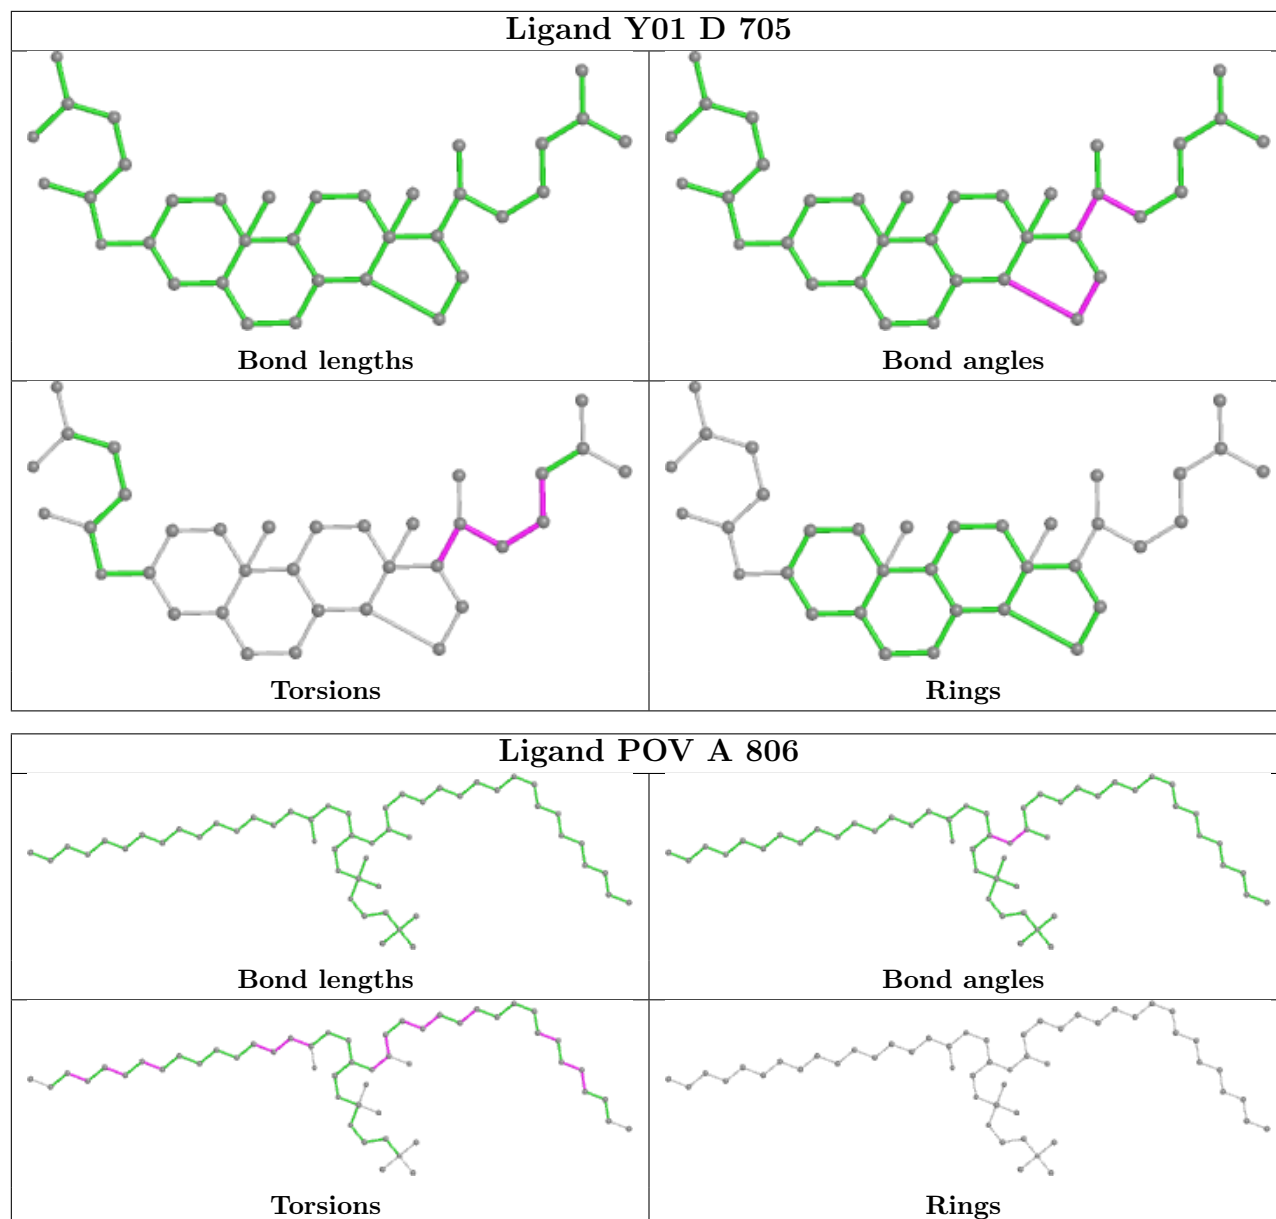 Ligand Y01 D 705
Bond lengths
Bond angles
Torsions
Rings
Ligand POV A 806
Bond lengths
Bond angles
Torsions
Rings